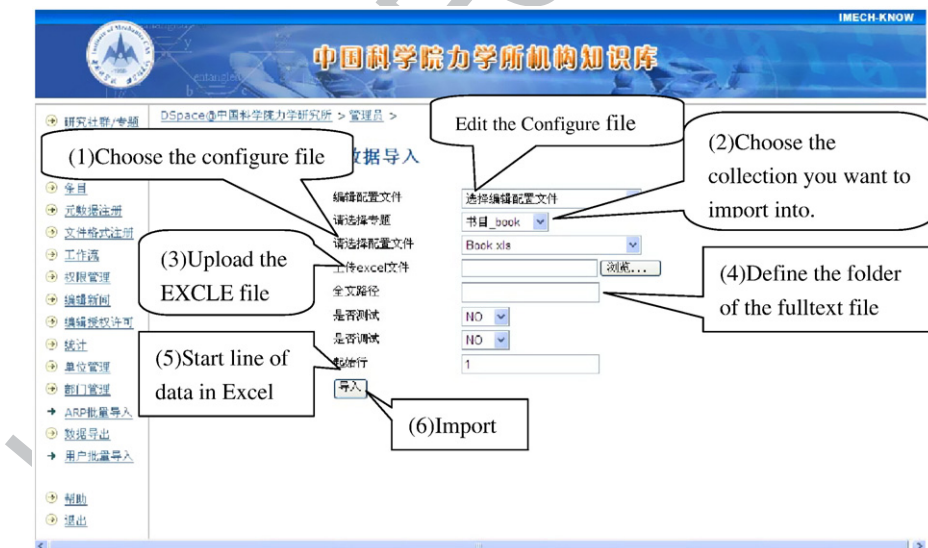 IMECH-KNOW
中国科学院力学所机构知识库
DSpace@中国科学院力学研究所 > 管理员 >
研究社群/专题
Edit the Configure file
(1)Choose the configure file
据导入
(2)Choose the
collection you want to
import into.
条目
元数据注册
文件格式注册
工作流
权限管理
编辑新闻
编辑授权许可
统计
单位管理
部门管理
ARP批量导入
数据导出
用户批量导入
帮助
退出
编辑配置文件
选择编辑配置文件
请选择专题
书目_book
请选择配置文件
Book xls
上传excel文件
浏览...
全文路径
是否测试
NO
是否调试
NO
起始行
1
导入
(3)Upload the
EXCLE file
(4)Define the folder
of the fulltext file
(5)Start line of
data in Excel
(6)Import